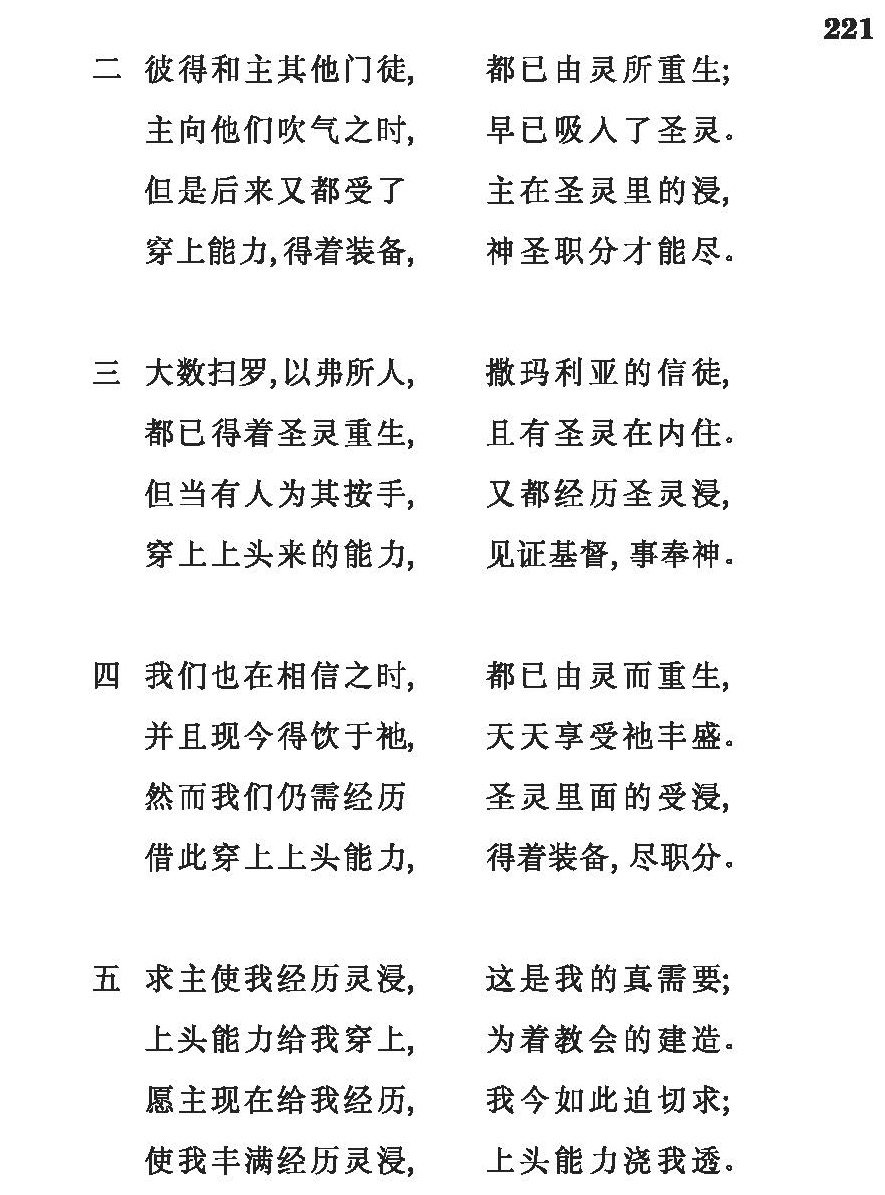 221
二 彼得和主其他门徒, 都已由灵所重生;
主向他们吹气之时, 早已吸入了圣灵。
但是后来又都受了 主在圣灵里的浸,
穿上能力,得着装备, 神圣职分才能尽。
三 大数扫罗,以弗所人, 撒玛利亚的信徒,
都已得着圣灵重生, 且有圣灵在内住。
但当有人为其按手, 又都经历圣灵浸,
穿上上头来的能力, 见证基督, 事奉神。
四 我们也在相信之时, 都已由灵而重生,
并且现今得饮于祂, 天天享受祂丰盛。
然而我们仍需经历 圣灵里面的受浸,
借此穿上上头能力, 得着装备, 尽职分。
五 求主使我经历灵浸, 这是我的真需要;
上头能力给我穿上, 为着教会的建造。
愿主现在给我经历, 我今如此迫切求;
使我丰满经历灵浸, 上头能力浇我透。